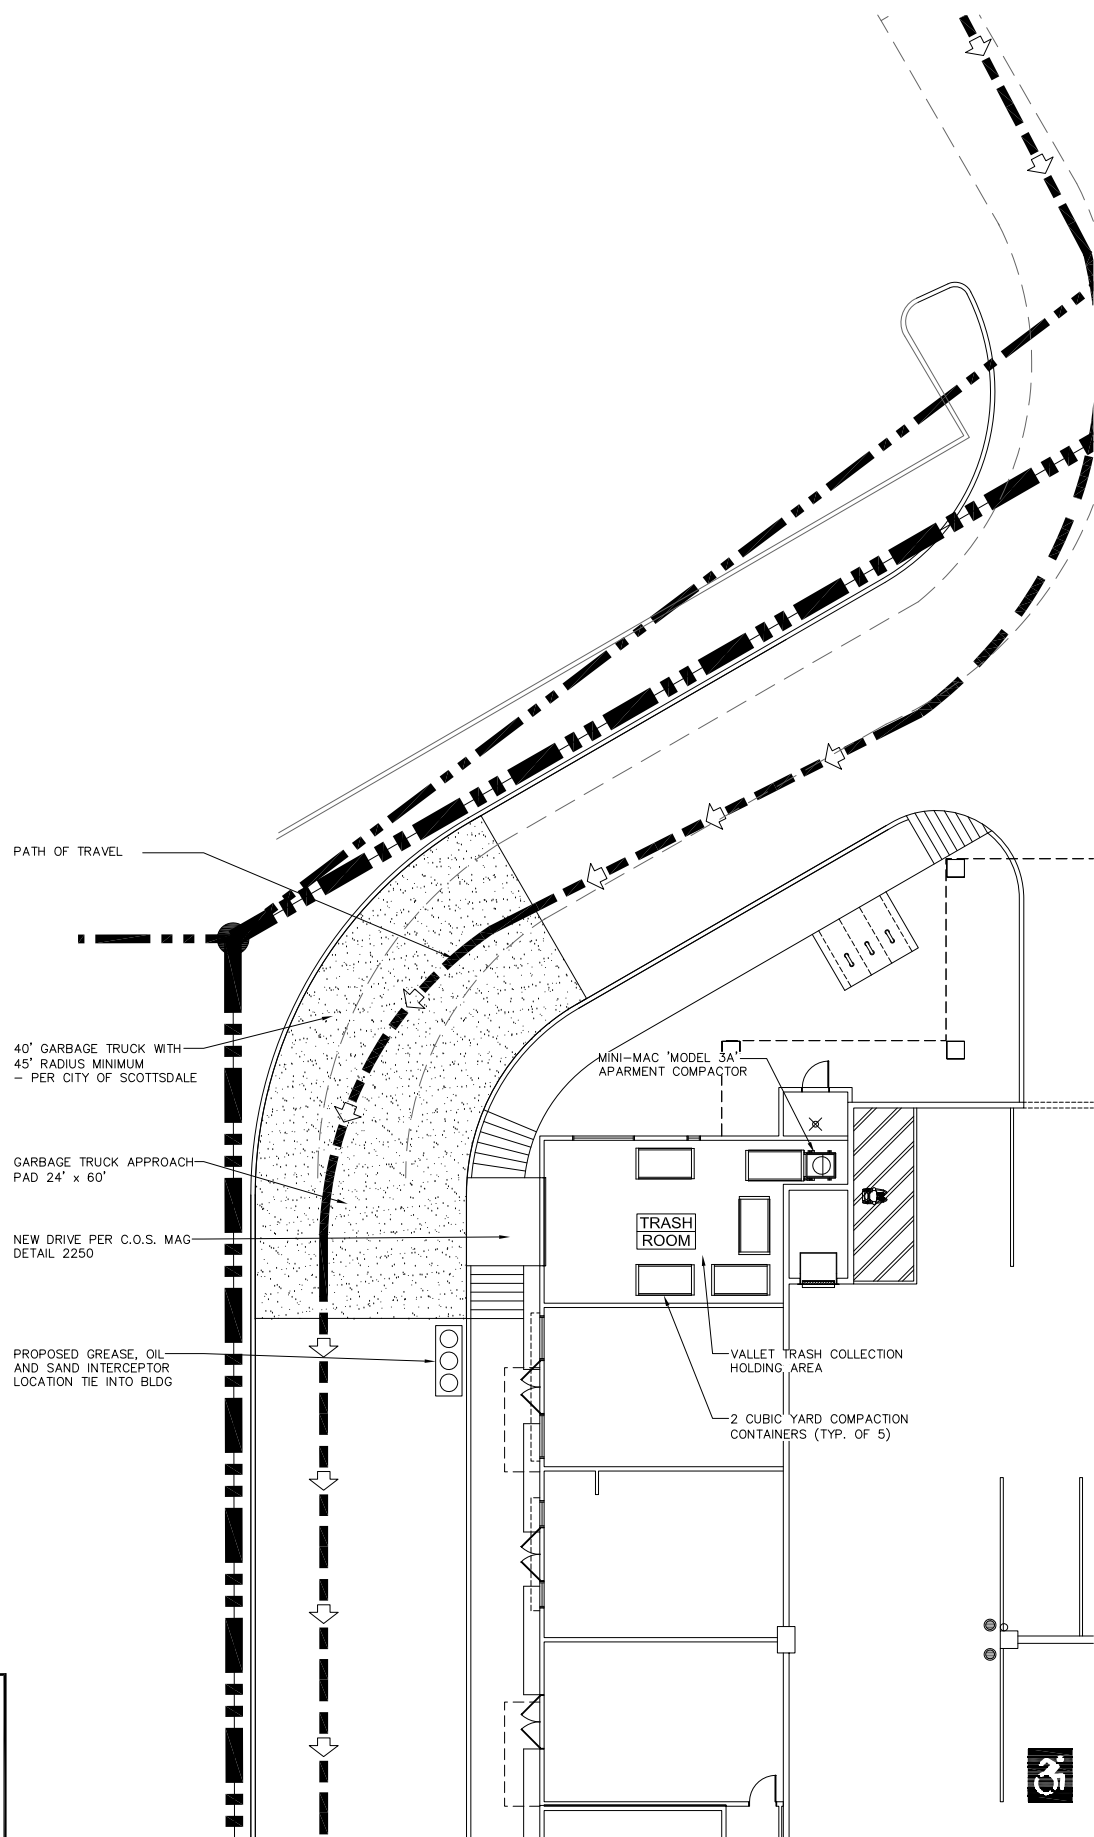 PATH OF TRAVEL
40' GARBAGE TRUCK WITH
45' RADIUS MINIMUM
- PER CITY OF SCOTTSDALE
MINI-MAC 'MODEL 3A'
APARMENT COMPACTOR
GARBAGE TRUCK APPROACH
PAD 24' x 60'
TRASH
ROOM
NEW DRIVE PER C.O.S. MAG
DETAIL 2250
PROPOSED GREASE, OIL
AND SAND INTERCEPTOR
LOCATION TIE INTO BLDG
VALLET TRASH COLLECTION
HOLDING AREA
2 CUBIC YARD COMPACTION
CONTAINERS (TYP. OF 5)